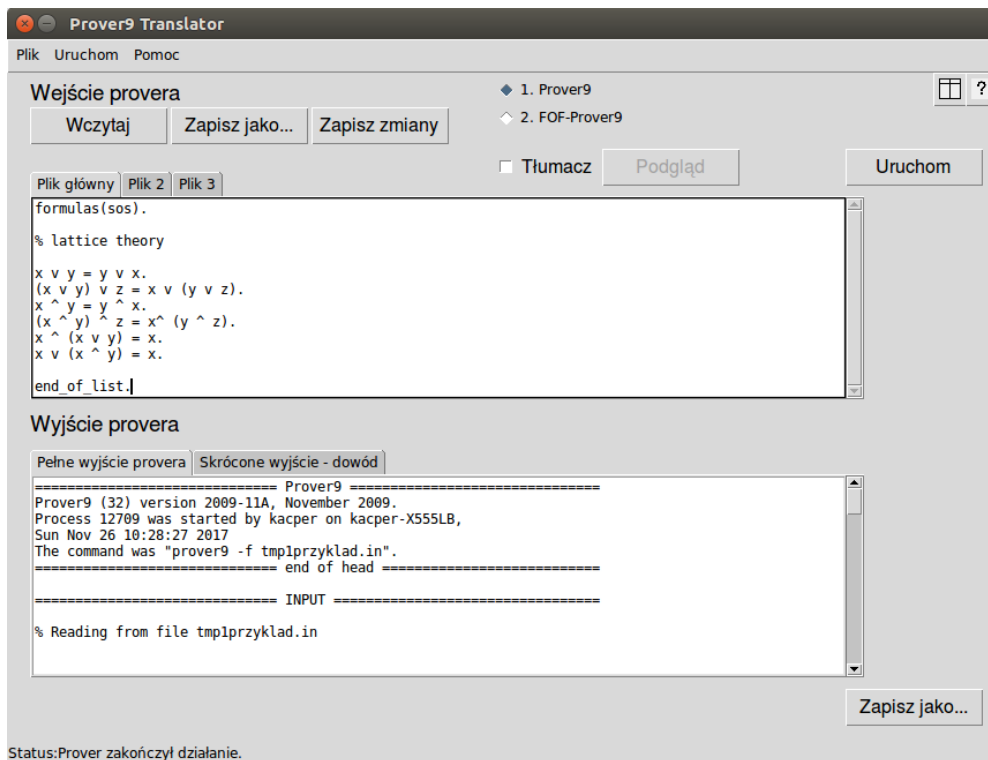 Prover9 Translator
Plik Uruchom Pomoc
Wejście provera
1. Prover9
?
Wczytaj Zapisz jako... Zapisz zmiany
2. FOF-Prover9
Tłumacz Podgląd Uruchom
Plik główny Plik 2 Plik 3
formulas(sos).
% lattice theory
x v y = y v x.
(x v y) v z = x v (y v z).
x ^ y = y ^ x.
(x ^ y) ^ z = x^ (y ^ z).
x ^ (x v y) = x.
x v (x ^ y) = x.
end_of_list.
Wyjście provera
Pełne wyjście provera Skrócone wyjście - dowód
============================== Prover9 ===============================
Prover9 (32) version 2009-11A, November 2009.
Process 12709 was started by kacper on kacper-X555LB,
Sun Nov 26 10:28:27 2017
The command was "prover9 -f tmp1przyklad.in".
============================== end of head ===========================
============================== INPUT =================================
% Reading from file tmp1przyklad.in
Zapisz jako...
Status:Prover zakończył działanie.